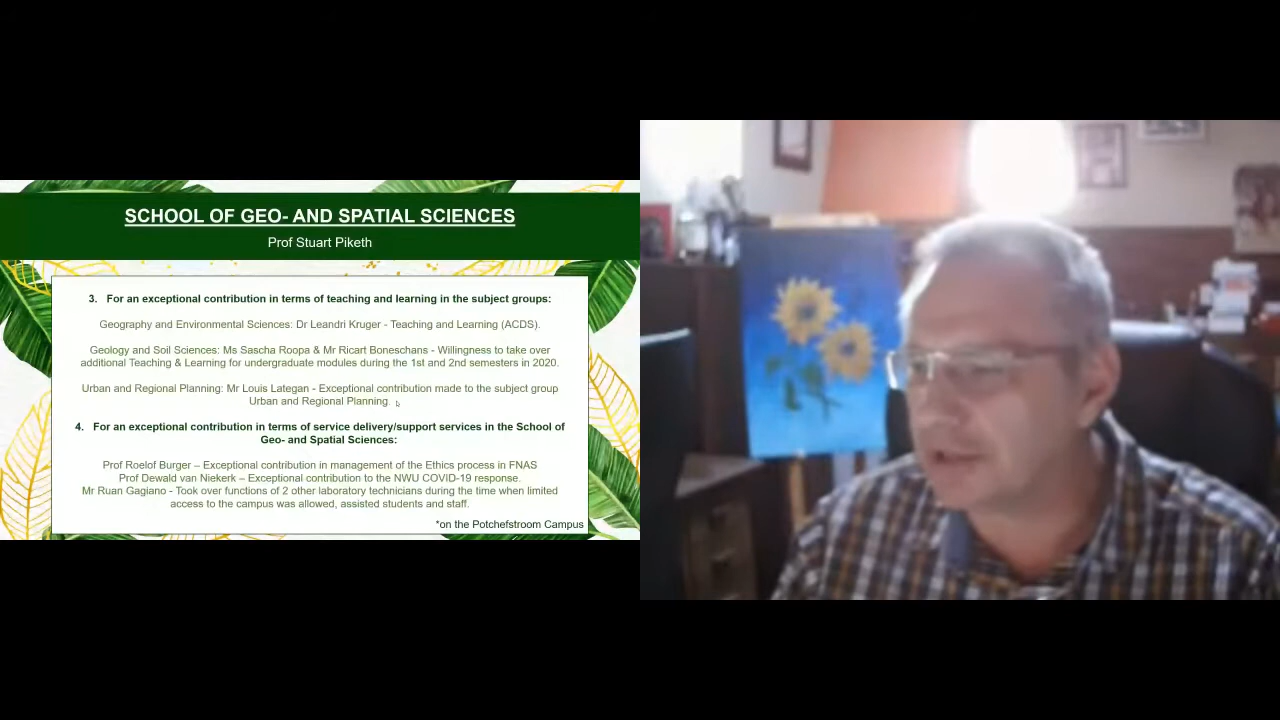 SCHOOL OF GEO- AND SPATIAL SCIENCES
Prof Stuart Piketh
3. For an exceptional contribution in terms of teaching and learning in the subject groups:
Geography and Environmental Sciences: Dr Leandri Kruger - Teaching and Learning (ACDS).
Geology and Soil Sciences: Ms Sascha Roopa & Mr Ricart Boneschans - Willingness to take over
additional Teaching & Learning for undergraduate modules during the 1st and 2nd semesters in 2020.
Urban and Regional Planning: Mr Louis Lategan - Exceptional contribution made to the subject group
Urban and Regional Planning.
4. For an exceptional contribution in terms of service delivery/support services in the School of
Geo- and Spatial Sciences:
Prof Roelof Burger – Exceptional contribution in management of the Ethics process in FNAS
Prof Dewald van Niekerk – Exceptional contribution to the NWU COVID-19 response.
Mr Ruan Gagiano - Took over functions of 2 other laboratory technicians during the time when limited
access to the campus was allowed, assisted students and staff.
*on the Potchefstroom Campus